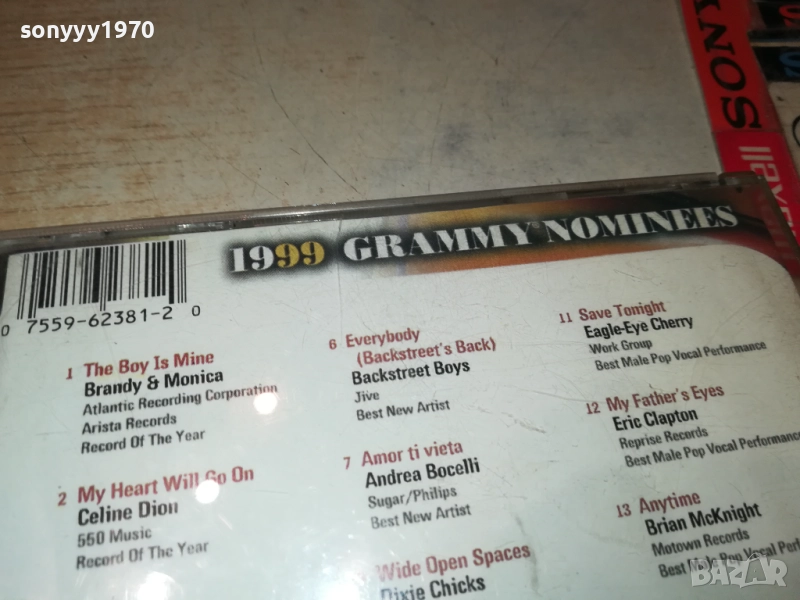 sonyyy1970
SONY
1999 GRAMMY NOMINEES
0 7559-62381-2 0
1 The Boy Is Mine
Brandy & Monica
Atlantic Recording Corporation
Arista Records
Record Of The Year
2 My Heart Will Go On
Celine Dion
550 Music
Record Of The Year
6 Everybody
(Backstreet's Back)
Backstreet Boys
Jive
Best New Artist
7 Amor ti vieta
Andrea Bocelli
Sugar/Philips
Best New Artist
Wide Open Spaces
Dixie Chicks
11 Save Tonight
Eagle-Eye Cherry
Work Group
Best Male Pop Vocal Performance
12 My Father's Eyes
Eric Clapton
Reprise Records
Best Male Pop Vocal Performance
13 Anytime
Brian McKnight
Motown Records
Best Male Pop Vocal
BAZAR